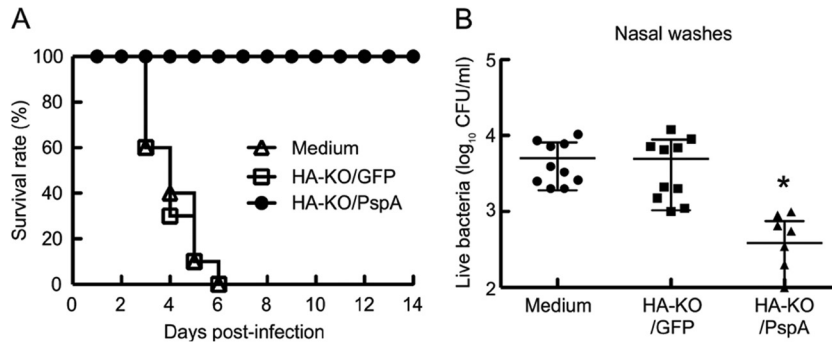 A
Survival rate (%)
100
80
60
40
20
0
0 2 4 6 8 10 12 14
Days post-infection
Medium
HA-KO/GFP
HA-KO/PspA
B
Nasal washes
Live bacteria (log10 CFU/ml)
5
4
3
2
*
Medium
HA-KO
/GFP
HA-KO
/PspA